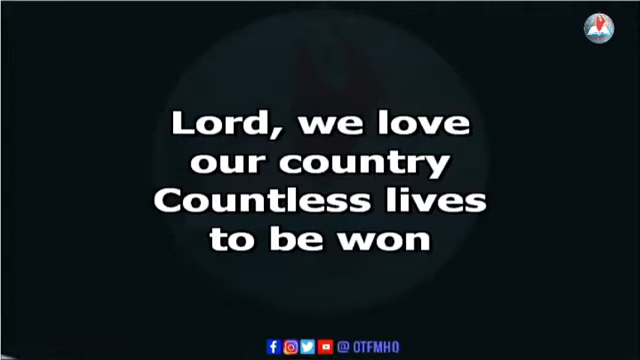 Lord, we love
our country
Countless lives
to be won
@ OTFMHQ